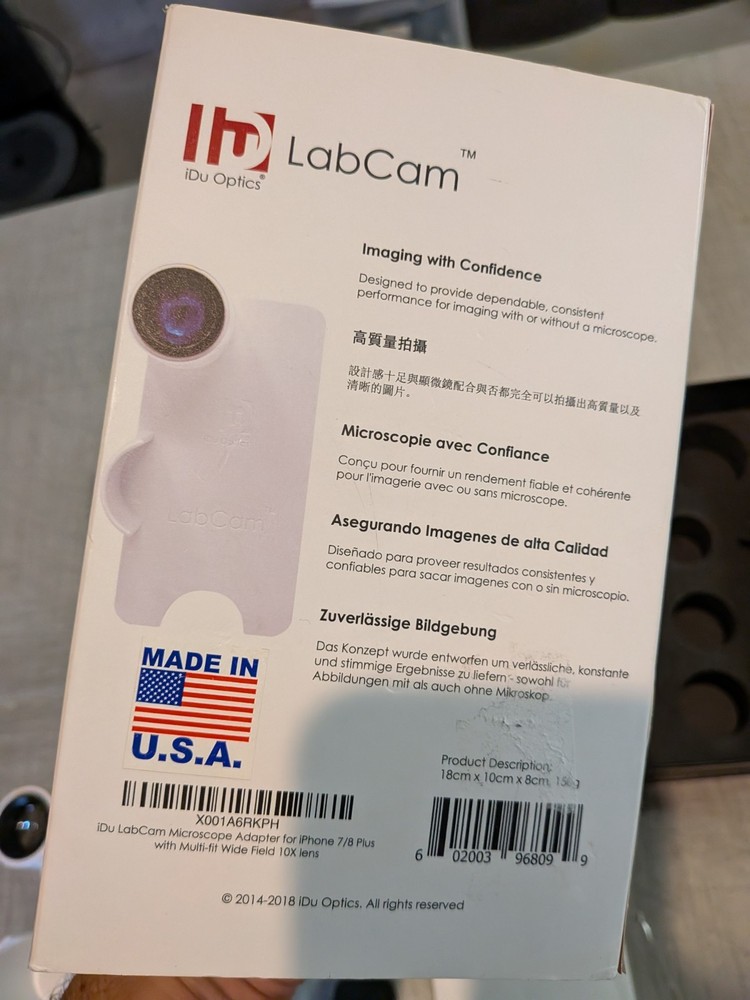 iDu Optics®
LabCam™
Imaging with Confidence
Designed to provide dependable, consistent
performance for imaging with or without a microscope.
高質量拍攝
設計感十足與顯微鏡配合與否都完全可以拍攝出高質量以及
清晰的圖片。
Microscopie avec Confiance
Conçu pour fournir un rendement fiable et cohérente
pour l'imagerie avec ou sans microscope.
Asegurando Imagenes de alta Calidad
Diseñado para proveer resultados consistentes y
confiables para sacar imagenes con o sin microscopio.
Zuverlässige Bildgebung
Das Konzept wurde entworfen um verlässliche, konstante
und stimmige Ergebnisse zu liefern - sowohl für
Abbildungen mit als auch ohne Mikroskop.
LabCam
MADE IN
U.S.A.
Product Description:
18cm x 10cm x 8cm,
X001A6RKPH
iDu LabCam Microscope Adapter for iPhone 7/8 Plus
with Multi-fit Wide Field 10X lens
6 02003 96809 9
© 2014-2018 iDu Optics. All rights reserved